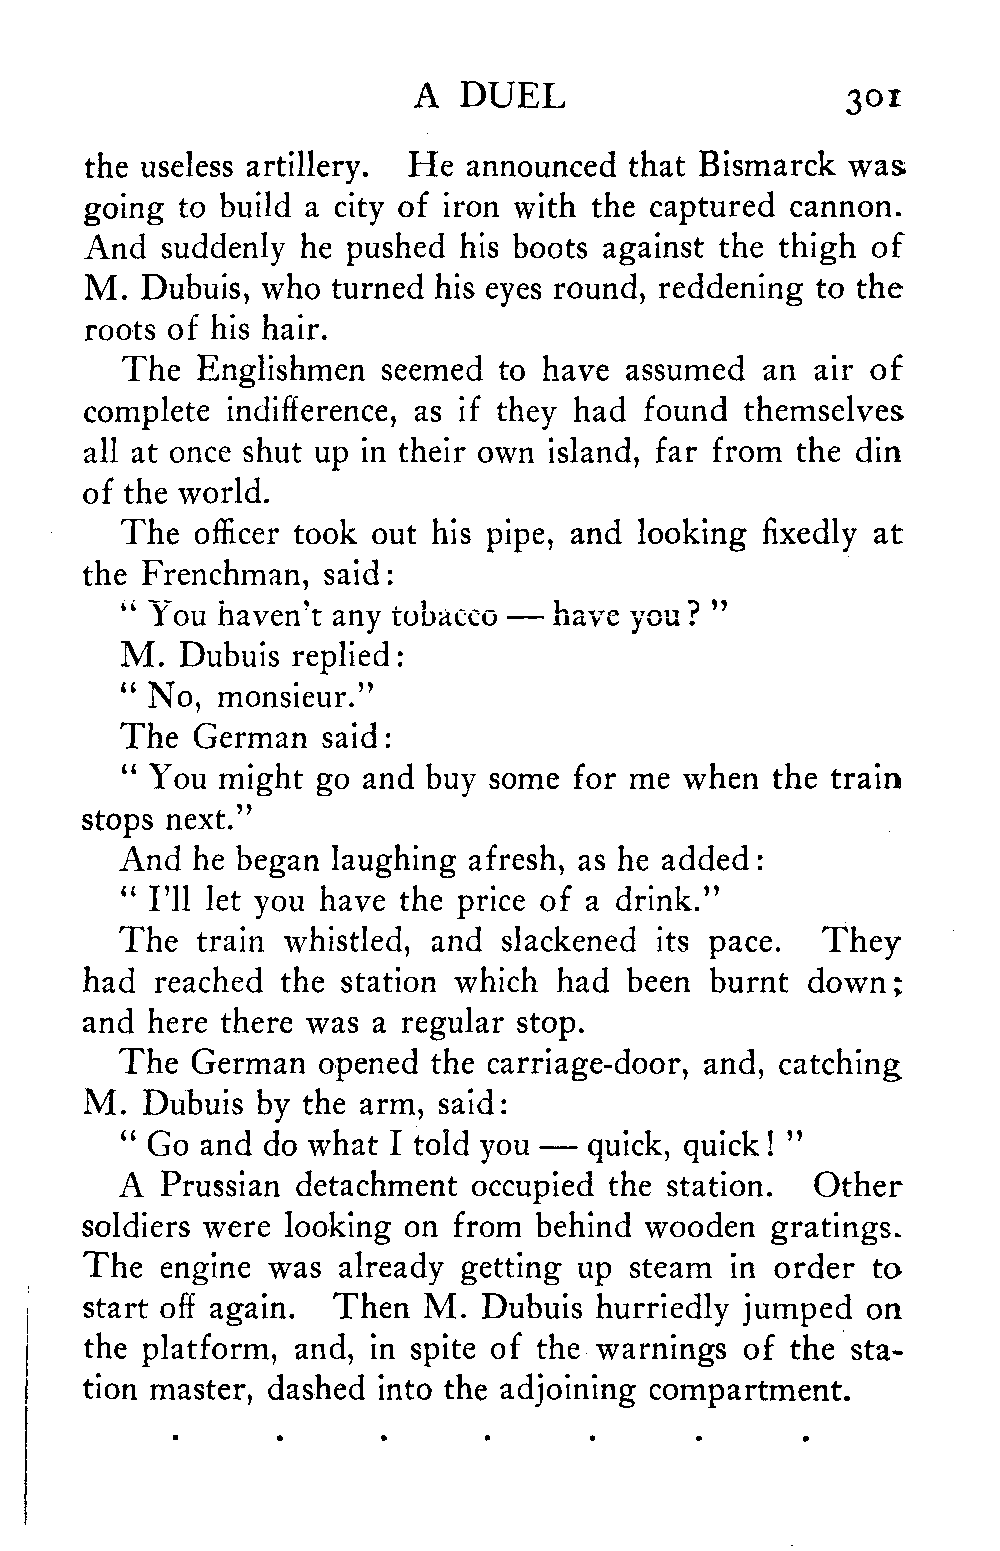 A DUEL 301
the useless artillery. He announced that Bismarck was
going to build a city of iron with the captured cannon.
And suddenly he pushed his boots against the thigh of
M. Dubuis, who turned his eyes round, reddening to the
roots of his hair.
The Englishmen seemed to have assumed an air of
complete indifference, as if they had found themselves
all at once shut up in their own island, far from the din
of the world.
The officer took out his pipe, and looking fixedly at
the Frenchman, said:
" You haven't any tobacco — have you? "
M. Dubuis replied:
" No, monsieur."
The German said:
" You might go and buy some for me when the train
stops next."
And he began laughing afresh, as he added:
" I'll let you have the price of a drink."
The train whistled, and slackened its pace. They
had reached the station which had been burnt down;
and here there was a regular stop.
The German opened the carriage-door, and, catching
M. Dubuis by the arm, said:
" Go and do what I told you — quick, quick! "
A Prussian detachment occupied the station. Other
soldiers were looking on from behind wooden gratings.
The engine was already getting up steam in order to
start off again. Then M. Dubuis hurriedly jumped on
the platform, and, in spite of the warnings of the sta-
tion master, dashed into the adjoining compartment.
. . . . . . .